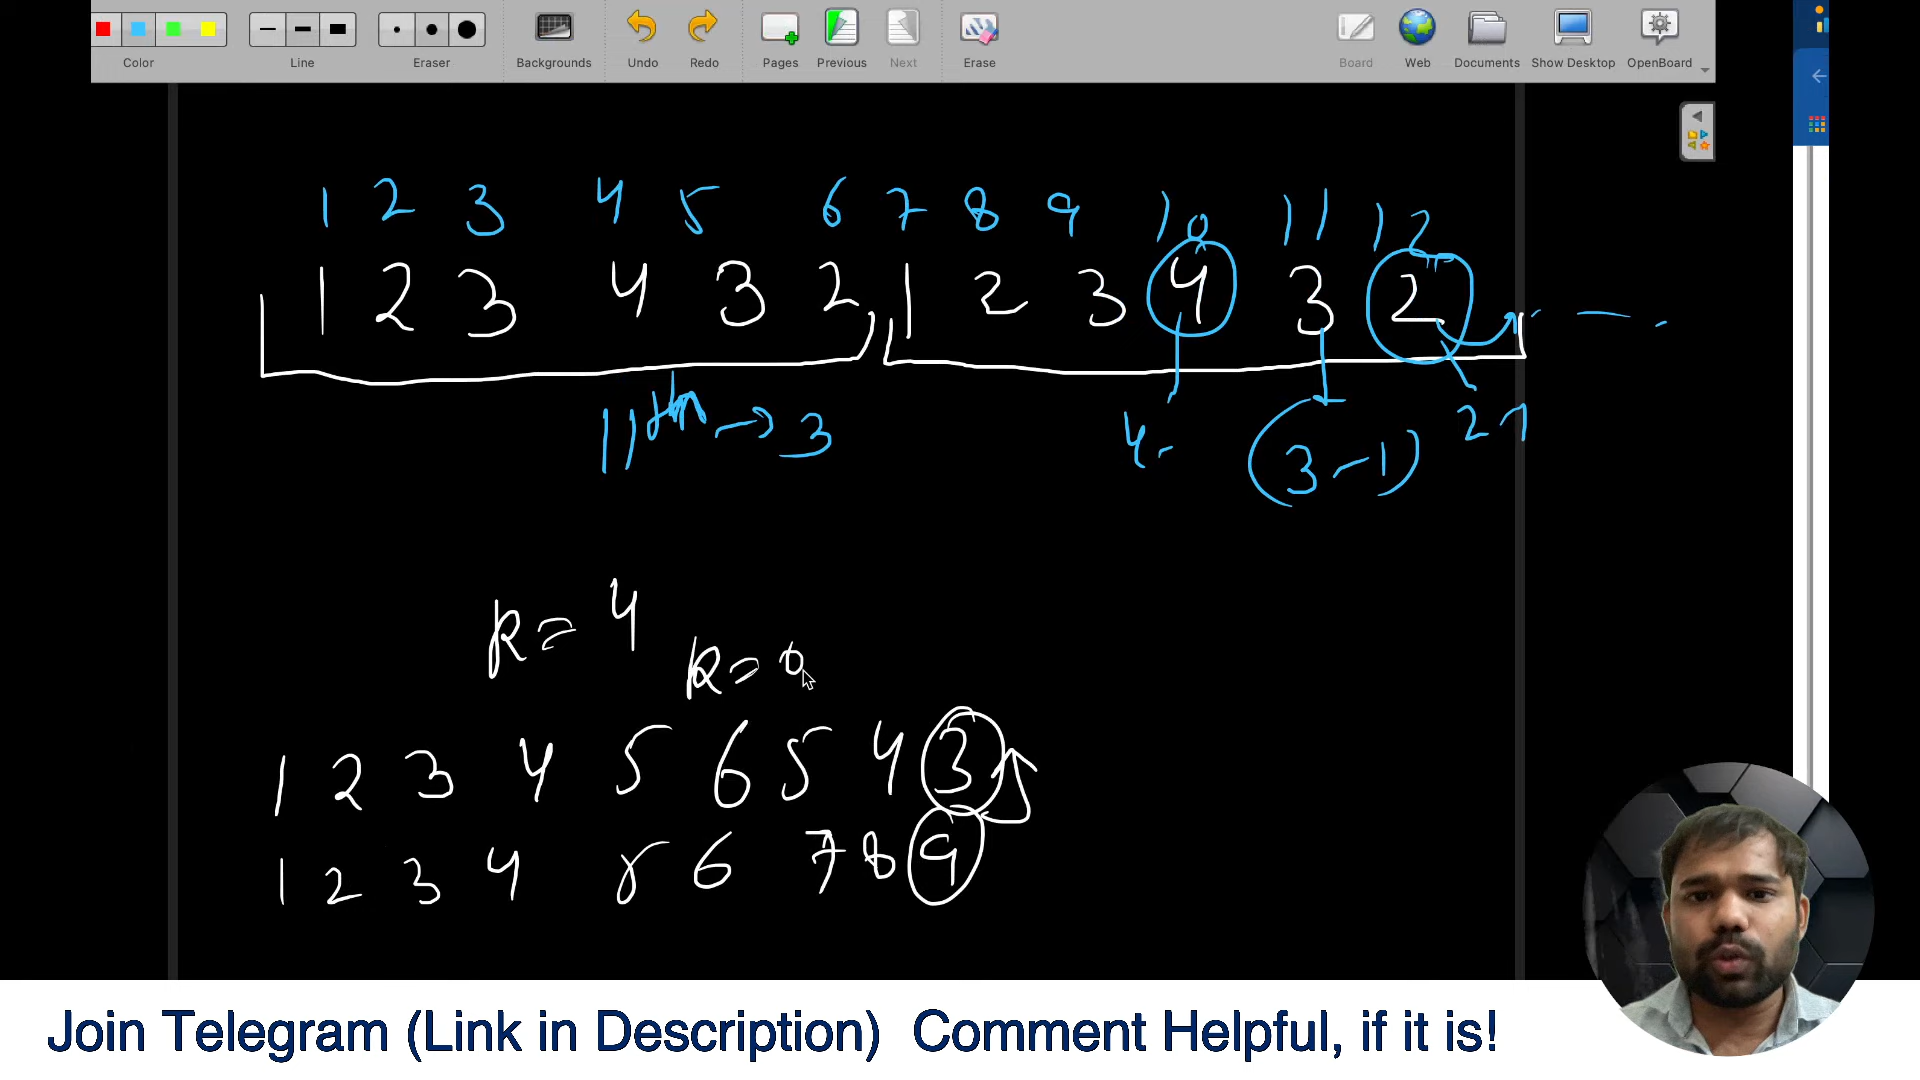 Color Line Eraser Backgrounds Undo Redo Pages Previous Next Erase Board Web Documents Show Desktop OpenBoard
1 2 3 4 5 6 7 8 9 10 11 12
1 2 3 4 3 2 1 2 3 4 3 2
11th → 3
4
(3-1)
k = 4
k =
1 2 3 4 5 6 5 4 3
1 2 3 4 5 6 7 8 9
Join Telegram (Link in Description) Comment Helpful, if it is!